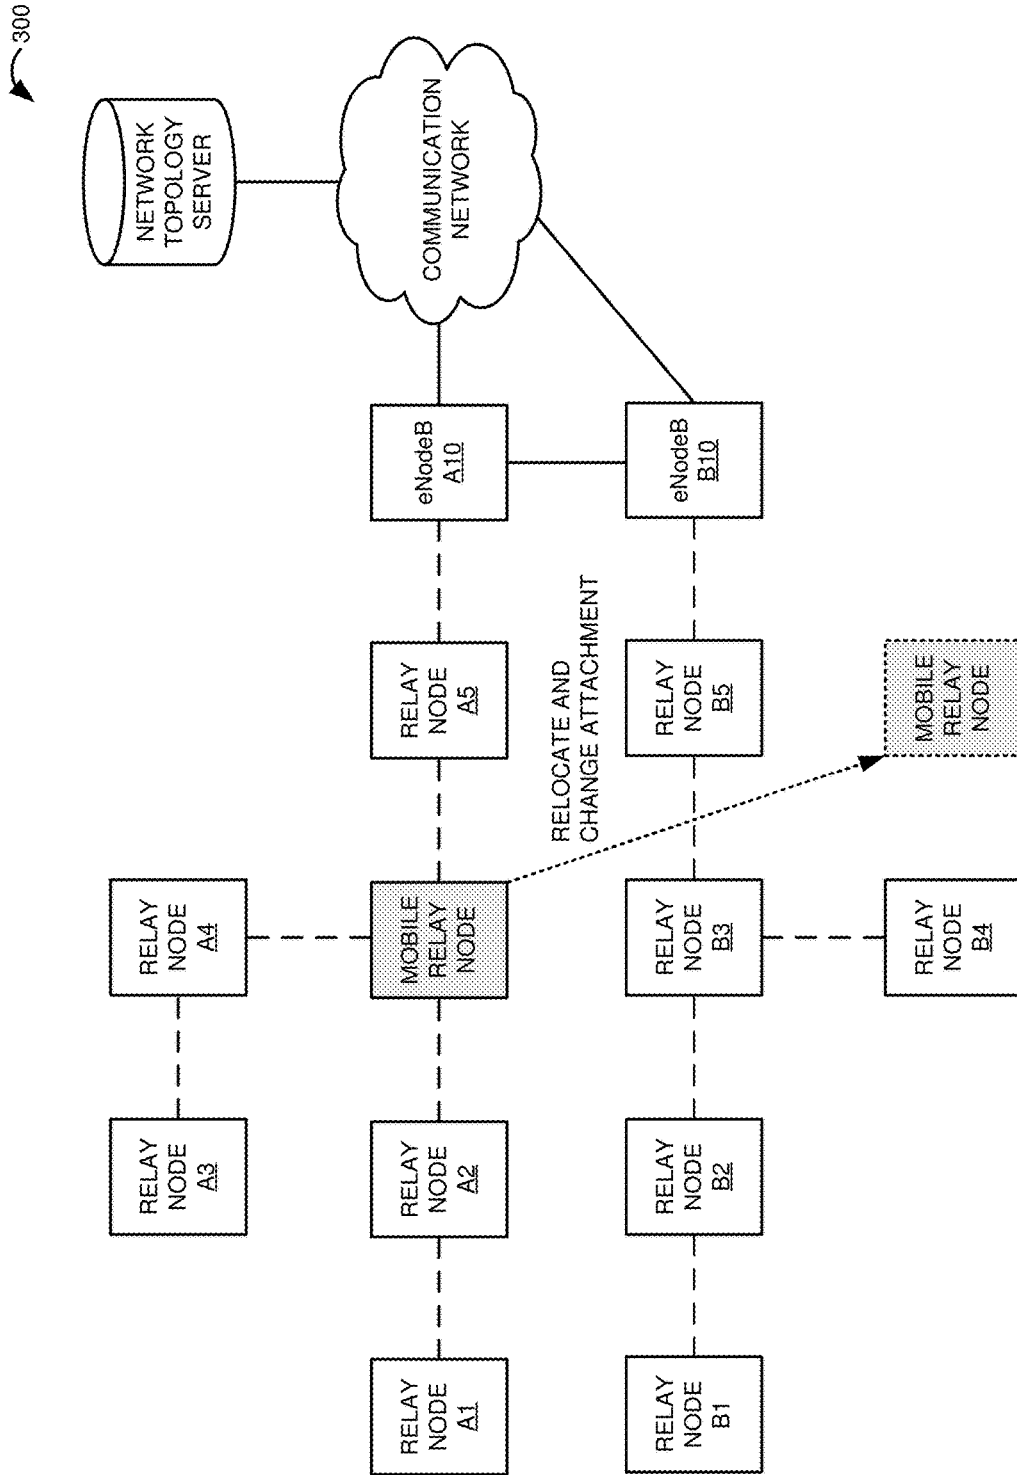 300
NETWORK
TOPOLOGY
SERVER
COMMUNICATION
NETWORK
RELAY
NODE
A3
RELAY
NODE
A4
RELAY
NODE
A1
RELAY
NODE
A2
MOBILE
RELAY
NODE
RELAY
NODE
A5
eNodeB
A10
RELOCATE AND
CHANGE ATTACHMENT
RELAY
NODE
B1
RELAY
NODE
B2
RELAY
NODE
B3
RELAY
NODE
B5
eNodeB
B10
RELAY
NODE
B4
MOBILE
RELAY
NODE